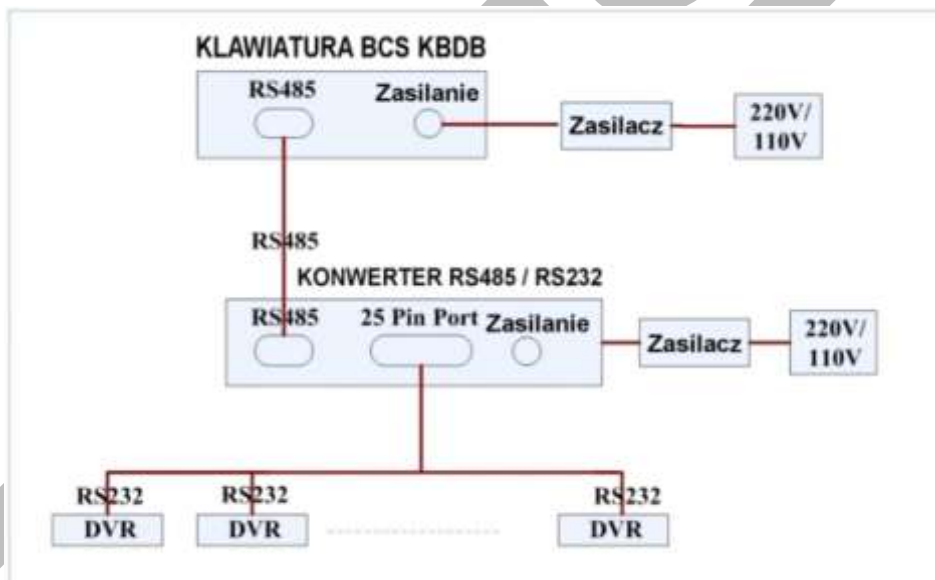 KLAWIATURA BCS KBDB
RS485
Zasilanie
Zasilacz
220V/
110V
RS485
KONWERTER RS485 / RS232
RS485
25 Pin Port
Zasilanie
Zasilacz
220V/
110V
RS232
RS232
RS232
DVR
DVR
DVR